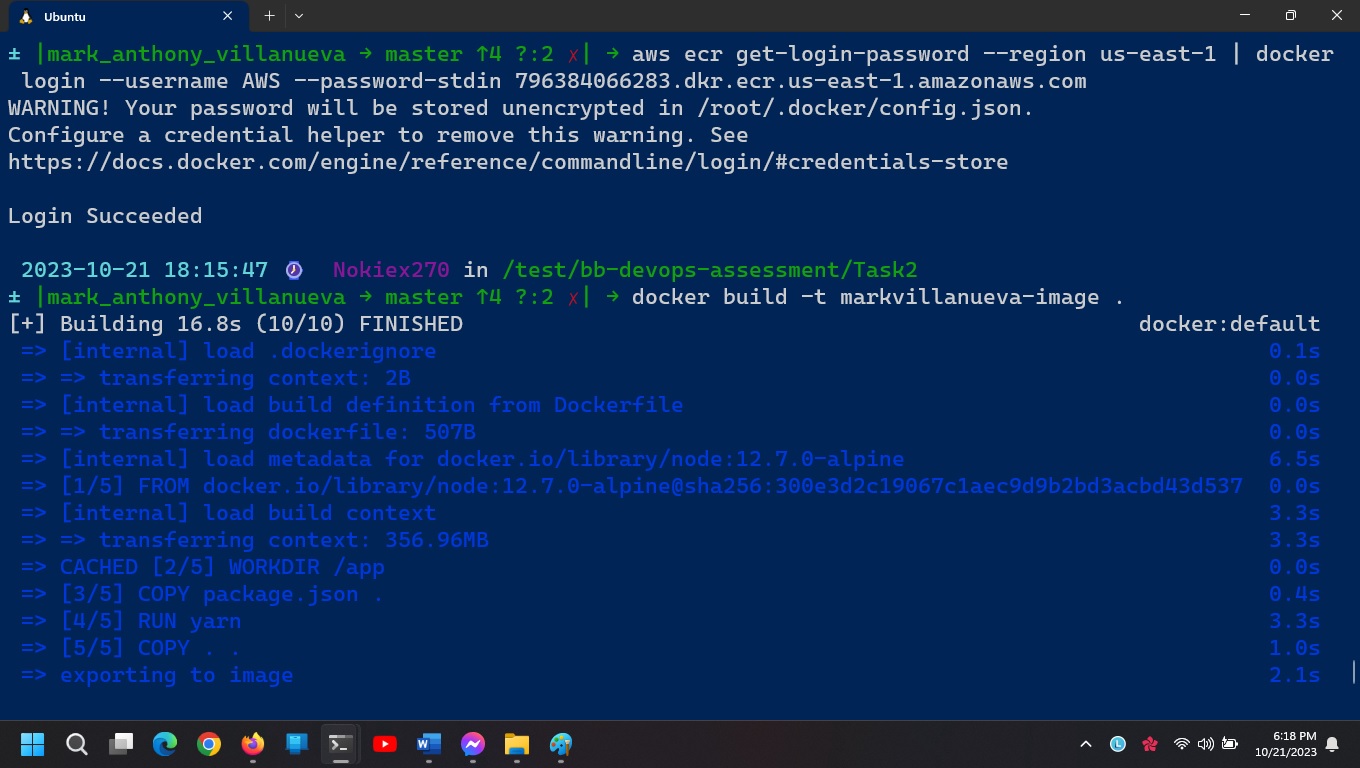 Ubuntu
± |mark_anthony_villanueva → master ↑4 ?:2 ✗| → aws ecr get-login-password --region us-east-1 | docker
login --username AWS --password-stdin 796384066283.dkr.ecr.us-east-1.amazonaws.com
WARNING! Your password will be stored unencrypted in /root/.docker/config.json.
Configure a credential helper to remove this warning. See
https://docs.docker.com/engine/reference/commandline/login/#credentials-store
Login Succeeded
2023-10-21 18:15:47 ⌚ Nokiex270 in /test/bb-devops-assessment/Task2
± |mark_anthony_villanueva → master ↑4 ?:2 ✗| → docker build -t markvillanueva-image .
[+] Building 16.8s (10/10) FINISHED docker:default
=> [internal] load .dockerignore 0.1s
=> => transferring context: 2B 0.0s
=> [internal] load build definition from Dockerfile 0.0s
=> => transferring dockerfile: 507B 0.0s
=> [internal] load metadata for docker.io/library/node:12.7.0-alpine 6.5s
=> [1/5] FROM docker.io/library/node:12.7.0-alpine@sha256:300e3d2c19067c1aec9d9b2bd3acbd43d537 0.0s
=> [internal] load build context 3.3s
=> => transferring context: 356.96MB 3.3s
=> CACHED [2/5] WORKDIR /app 0.0s
=> [3/5] COPY package.json . 0.4s
=> [4/5] RUN yarn 3.3s
=> [5/5] COPY . . 1.0s
=> exporting to image 2.1s
6:18 PM
10/21/2023